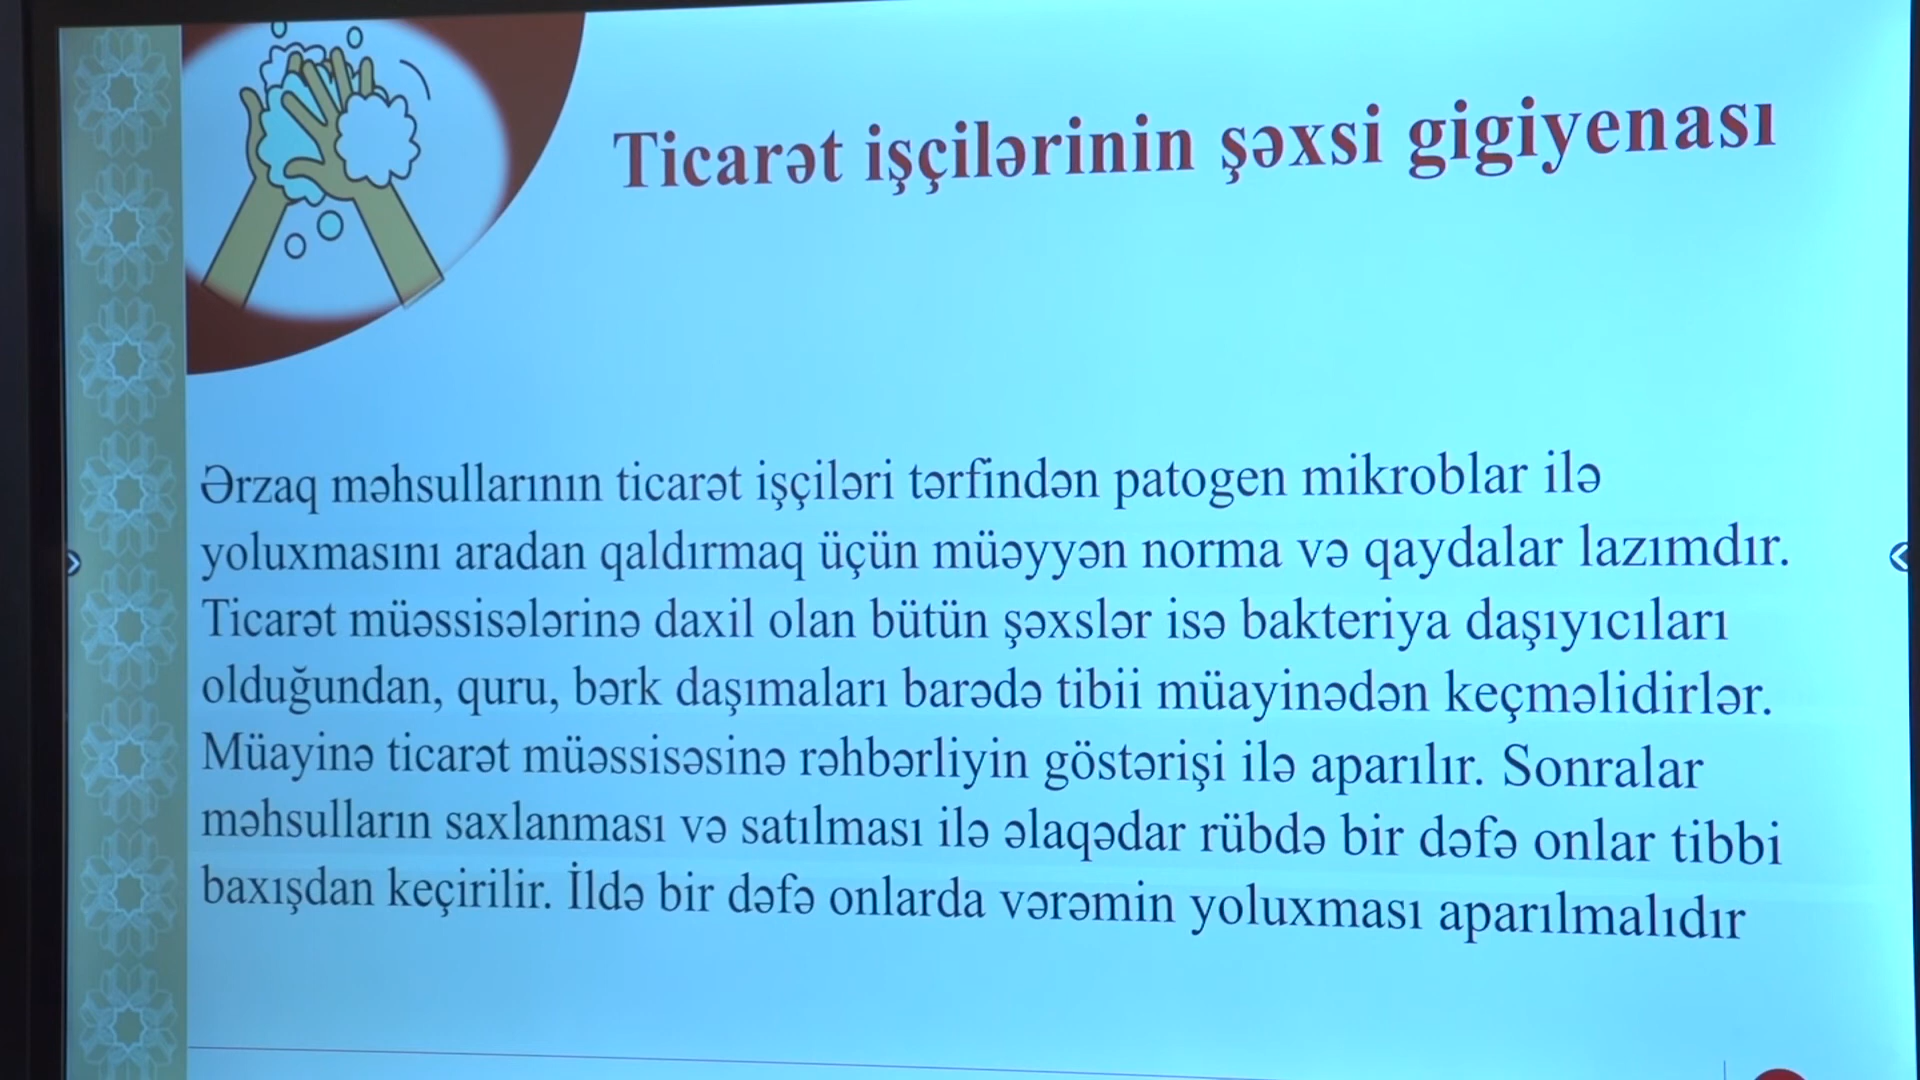 Ticarət işçilərinin şəxsi gigiyenası
Ərzaq məhsullarının ticarət işçiləri tərfindən patogen mikroblar ilə
yoluxmasını aradan qaldırmaq üçün müəyyən norma və qaydalar lazımdır.
Ticarət müəssisələrinə daxil olan bütün şəxslər isə bakteriya daşıyıcıları
olduğundan, quru, bərk daşımaları barədə tibii müayinədən keçməlidirlər.
Müayinə ticarət müəssisəsinə rəhbərliyin göstərişi ilə aparılır. Sonralar
məhsulların saxlanması və satılması ilə əlaqədar rübdə bir dəfə onlar tibbi
baxışdan keçirilir. İldə bir dəfə onlarda vərəmin yoluxması aparılmalıdır